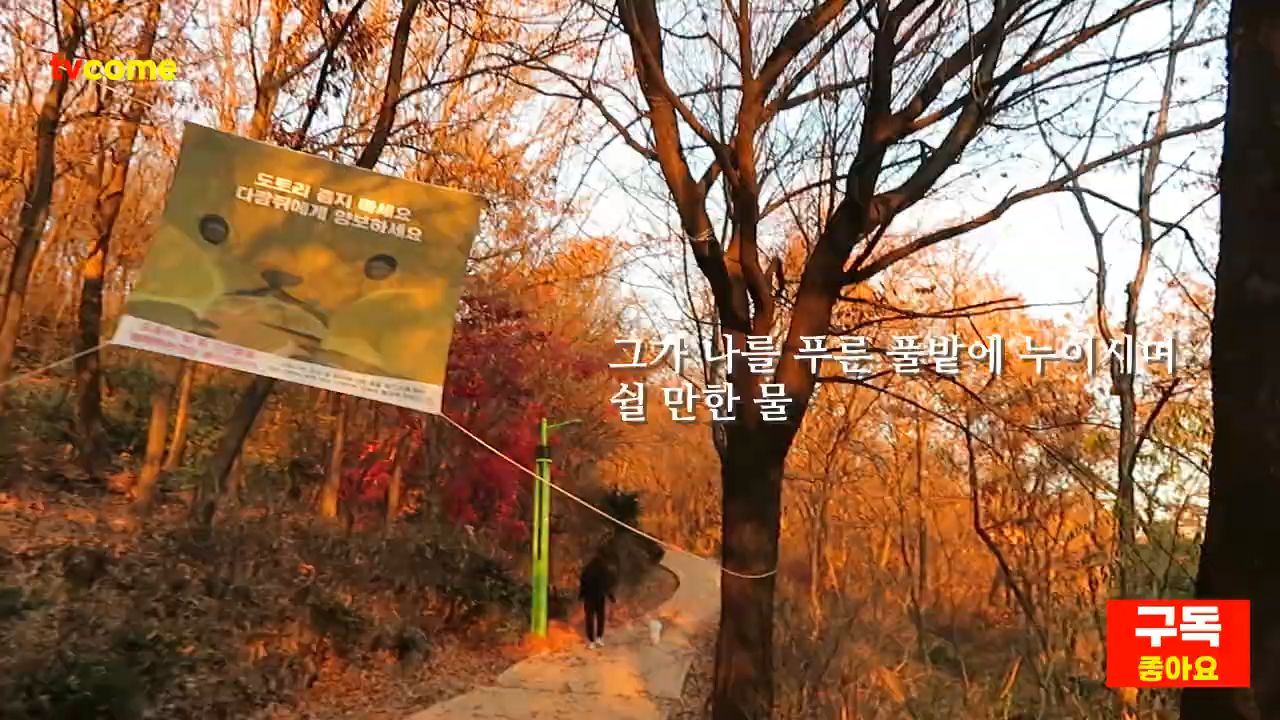 tvcome
도토리 줍지 마세요
다람쥐에게 양보하세요
그가 나를 푸른 풀밭에 누이시며
쉴 만한 물
구독
좋아요